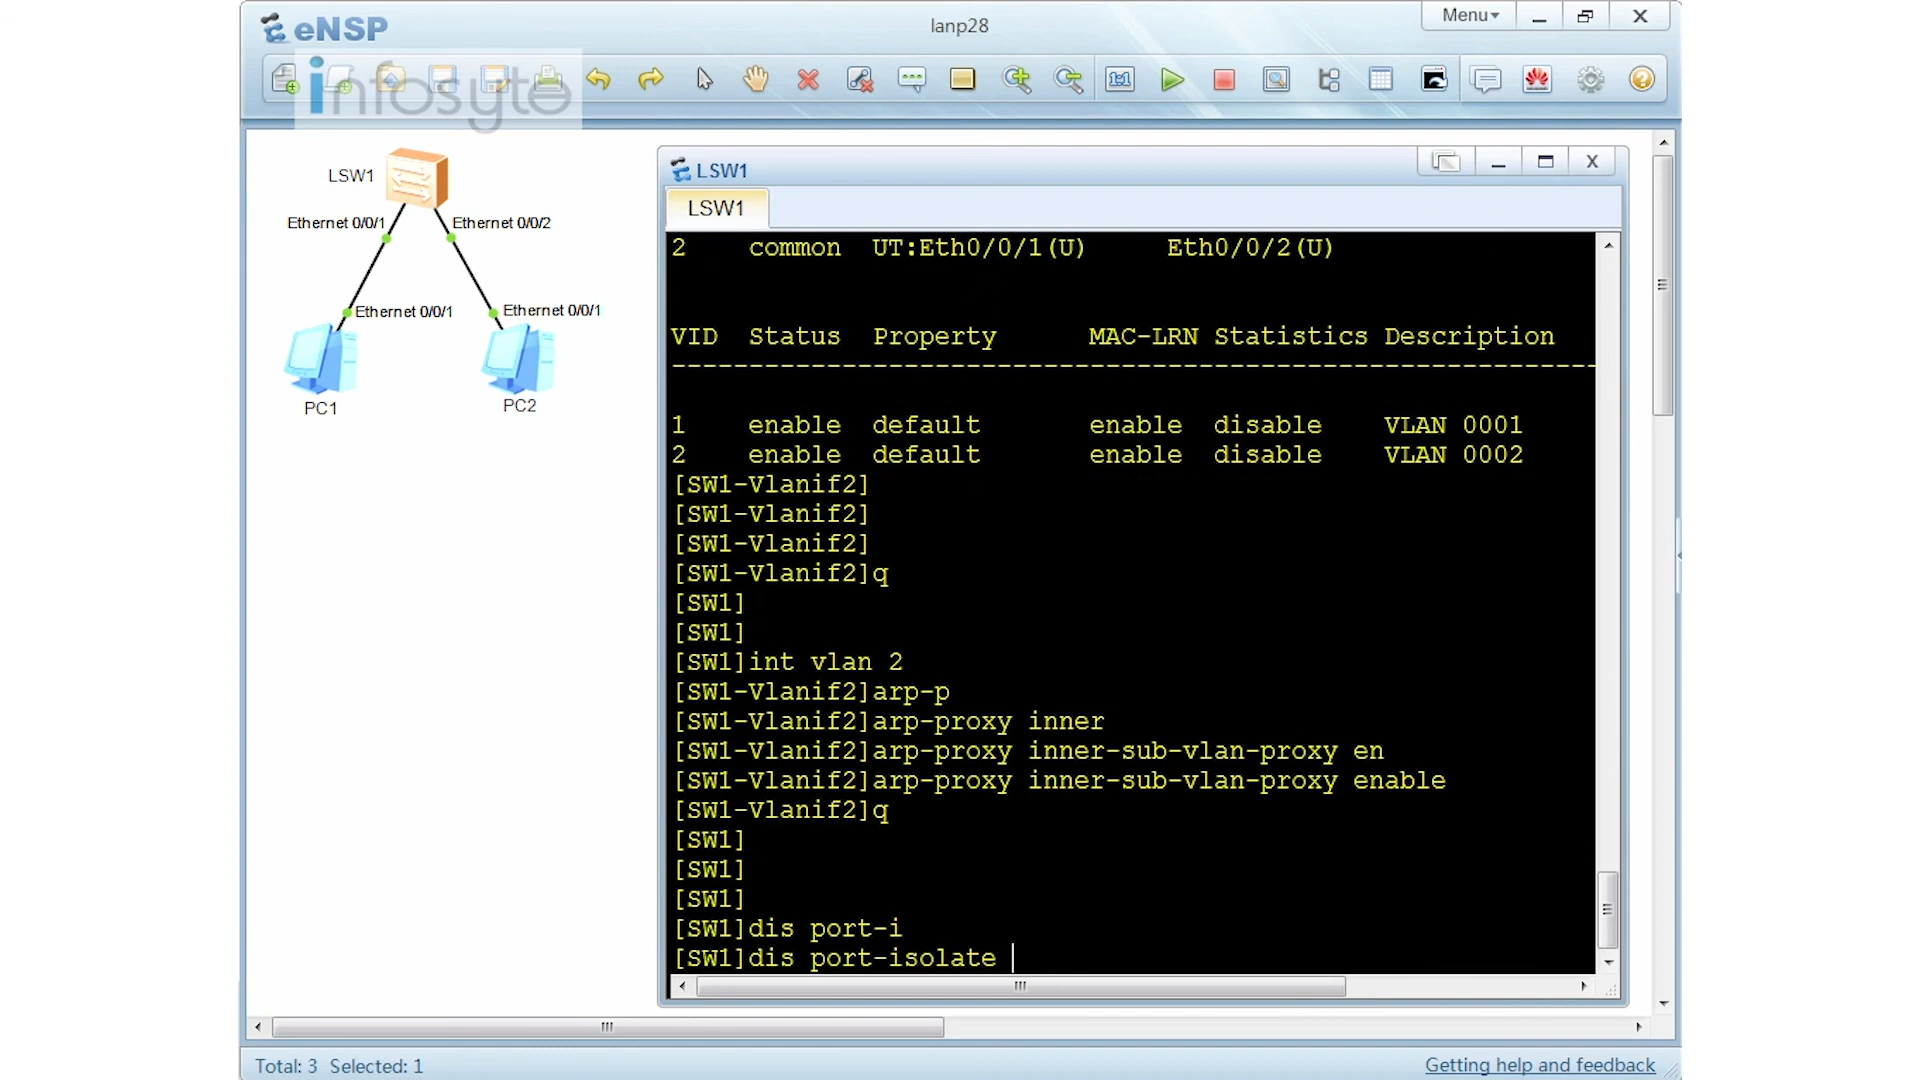 eNSP
lanp28
Menu
infosyte
LSW1
Ethernet 0/0/1
Ethernet 0/0/2
Ethernet 0/0/1
Ethernet 0/0/1
PC1
PC2
LSW1
LSW1
2 common UT:Eth0/0/1(U) Eth0/0/2(U)
VID Status Property MAC-LRN Statistics Description
--------------------------------------------------------------
1 enable default enable disable VLAN 0001
2 enable default enable disable VLAN 0002
[SW1-Vlanif2]
[SW1-Vlanif2]
[SW1-Vlanif2]
[SW1-Vlanif2]q
[SW1]
[SW1]
[SW1]int vlan 2
[SW1-Vlanif2]arp-p
[SW1-Vlanif2]arp-proxy inner
[SW1-Vlanif2]arp-proxy inner-sub-vlan-proxy en
[SW1-Vlanif2]arp-proxy inner-sub-vlan-proxy enable
[SW1-Vlanif2]q
[SW1]
[SW1]
[SW1]
[SW1]dis port-i
[SW1]dis port-isolate
Total: 3 Selected: 1
Getting help and feedback